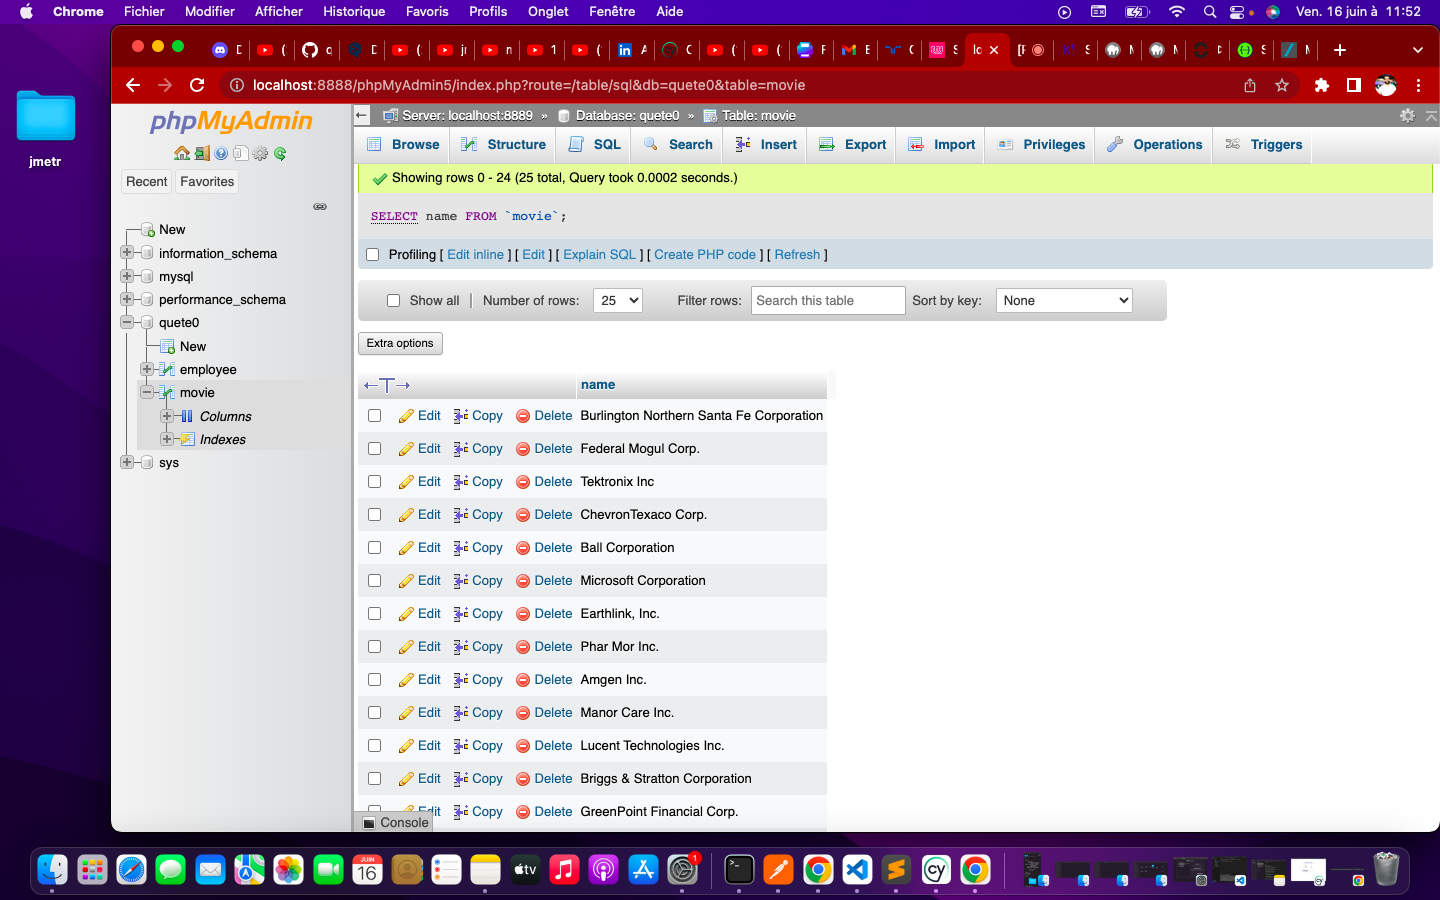 Chrome Fichier Modifier Afficher Historique Favoris Profils Onglet Fenêtre Aide Ven. 16 juin à 11:52
localhost:8888/phpMyAdmin5/index.php?route=/table/sql&db=quete0&table=movie
jmetr
phpMyAdmin
Recent Favorites
New
information_schema
mysql
performance_schema
quete0
New
employee
movie
Columns
Indexes
sys
Server: localhost:8889 » Database: quete0 » Table: movie
Browse Structure SQL Search Insert Export Import Privileges Operations Triggers
Showing rows 0 - 24 (25 total, Query took 0.0002 seconds.)
SELECT name FROM `movie`;
Profiling [ Edit inline ] [ Edit ] [ Explain SQL ] [ Create PHP code ] [ Refresh ]
Show all | Number of rows: 25 Filter rows: Search this table Sort by key: None
Extra options
←T→ name
Edit Copy Delete Burlington Northern Santa Fe Corporation
Edit Copy Delete Federal Mogul Corp.
Edit Copy Delete Tektronix Inc
Edit Copy Delete ChevronTexaco Corp.
Edit Copy Delete Ball Corporation
Edit Copy Delete Microsoft Corporation
Edit Copy Delete Earthlink, Inc.
Edit Copy Delete Phar Mor Inc.
Edit Copy Delete Amgen Inc.
Edit Copy Delete Manor Care Inc.
Edit Copy Delete Lucent Technologies Inc.
Edit Copy Delete Briggs & Stratton Corporation
Edit Copy Delete GreenPoint Financial Corp.
Console
JUIN
16
tv
1
cy